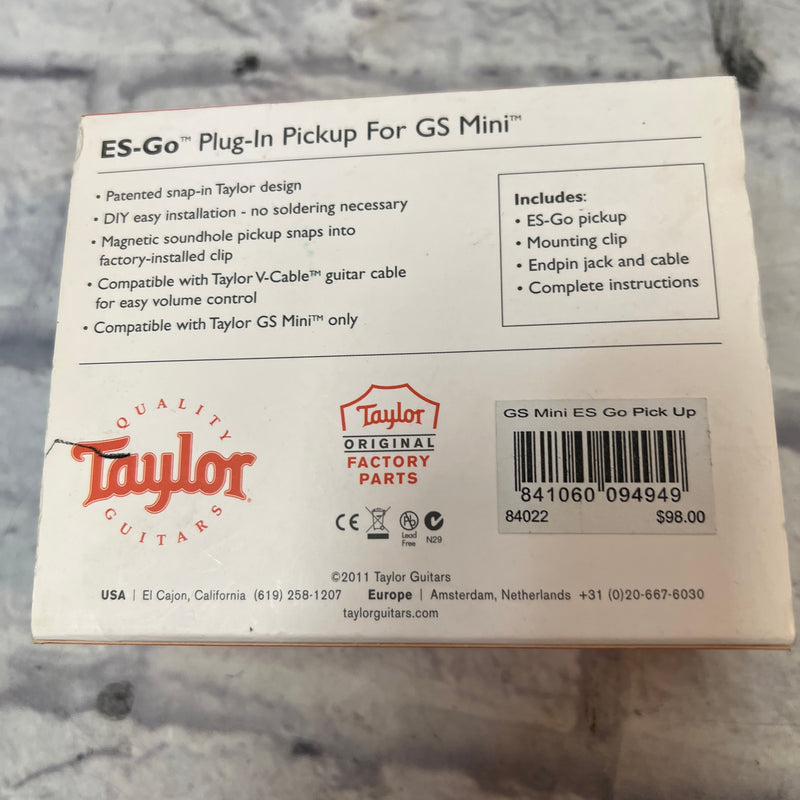 ES-Go™ Plug-In Pickup For GS Mini™
• Patented snap-in Taylor design
• DIY easy installation - no soldering necessary
• Magnetic soundhole pickup snaps into
factory-installed clip
• Compatible with Taylor V-Cable™ guitar cable
for easy volume control
• Compatible with Taylor GS Mini™ only
Includes:
• ES-Go pickup
• Mounting clip
• Endpin jack and cable
• Complete instructions
QUALITY
Taylor®
GUITARS
Taylor
ORIGINAL
FACTORY
PARTS
CE
Pb
Lead
Free
N29
GS Mini ES Go Pick Up
841060 094949
84022 $98.00
©2011 Taylor Guitars
USA | El Cajon, California (619) 258-1207 Europe | Amsterdam, Netherlands +31 (0)20-667-6030
taylorguitars.com